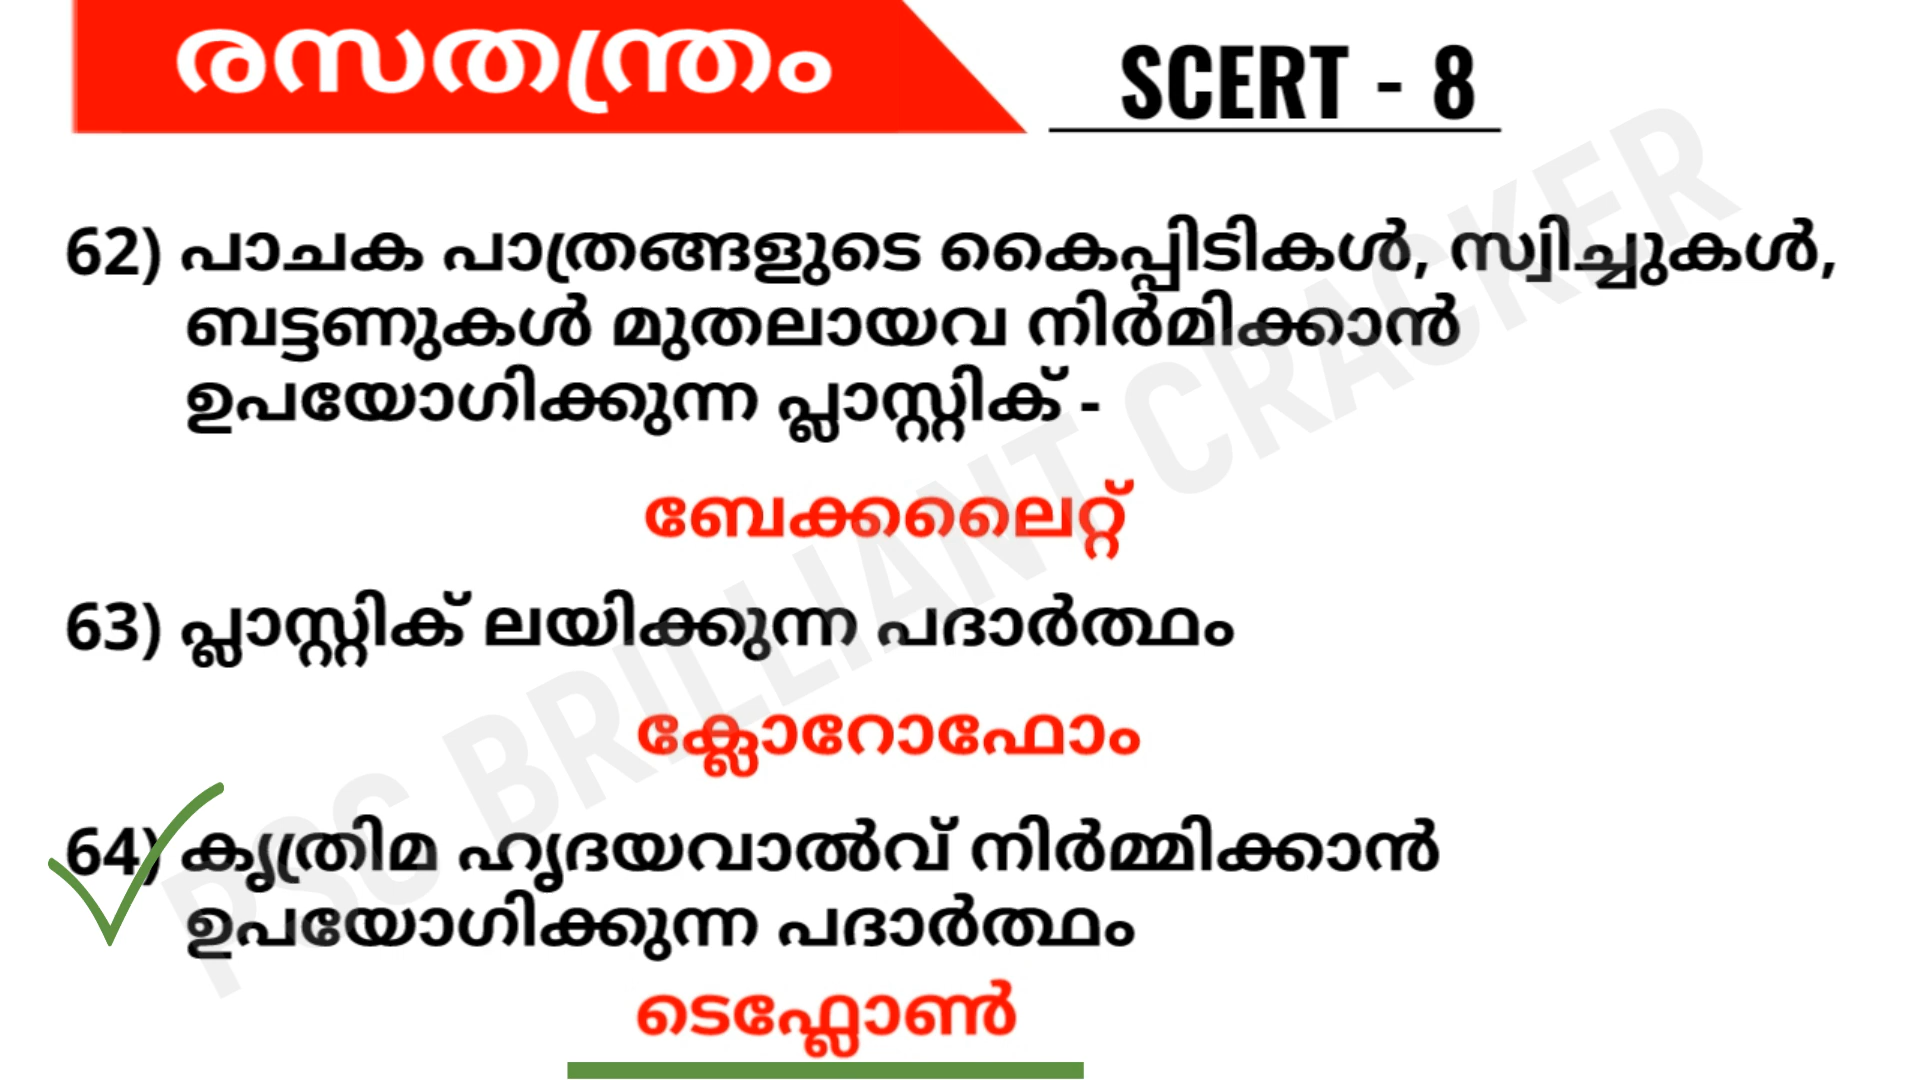 രസതന്ത്രം
SCERT - 8
62) പാചക പാത്രങ്ങളുടെ കൈപ്പിടികൾ, സ്വിച്ചുകൾ,
ബട്ടണുകൾ മുതലായവ നിർമിക്കാൻ
ഉപയോഗിക്കുന്ന പ്ലാസ്റ്റിക് -
ബേക്കലൈറ്റ്
63) പ്ലാസ്റ്റിക് ലയിക്കുന്ന പദാർത്ഥം
ക്ലോറോഫോം
64) കൃത്രിമ ഹൃദയവാൽവ് നിർമ്മിക്കാൻ
ഉപയോഗിക്കുന്ന പദാർത്ഥം
ടെഫ്ലോൺ
PSC BRILLIANT CRACKER